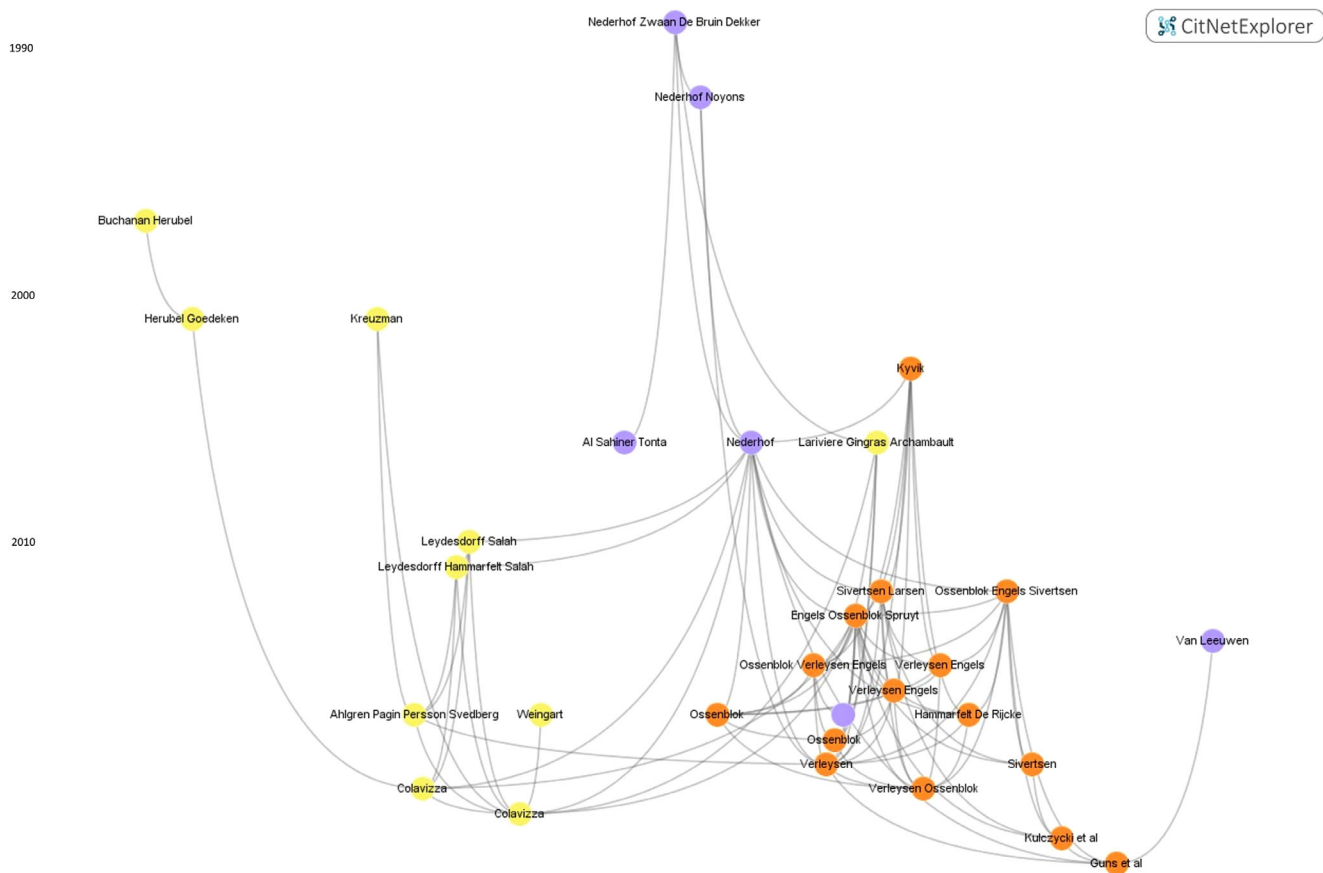 Nederhof Zwaan De Bruin Dekker
CitNetExplorer
1990
Nederhof Noyons
Buchanan Herubel
2000
Herubel Goedeken
Kreuzman
Kyvik
Al Sahiner Tonta
Nederhof
Lariviere Gingras Archambault
2010
Leydesdorff Salah
Leydesdorff Hammarfelt Salah
Sivertsen Larsen
Ossenblok Engels Sivertsen
Engels Ossenblok Spruyt
Van Leeuwen
Ossenblok Verleysen Engels
Verleysen Engels
Verleysen Engels
Ahlgren Pagin Persson Svedberg
Weingart
Ossenblok
Hammarfelt De Rijcke
Ossenblok
Verleysen
Sivertsen
Colavizza
Verleysen Ossenblok
Colavizza
Kulczycki et al
Guns et al